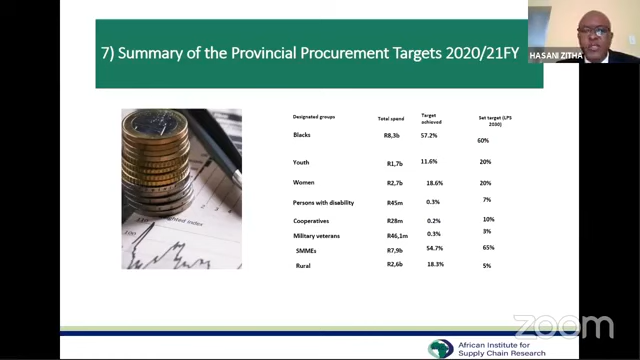 7) Summary of the Provincial Procurement Targets 2020/21FY
HASANI ZITHA
Designated groups Total spend Target achieved Set target (LPS 2030)
Blacks R8,3b 57.2% 60%
Youth R1,7b 11.6% 20%
Women R2,7b 18.6% 20%
Persons with disability R45m 0.3% 7%
Cooperatives R28m 0.2% 10%
Military veterans R46,1m 0.3% 3%
SMMEs R7,9b 54.7% 65%
Rural R2,6b 18.3% 5%
zoom
African Institute for
Supply Chain Research